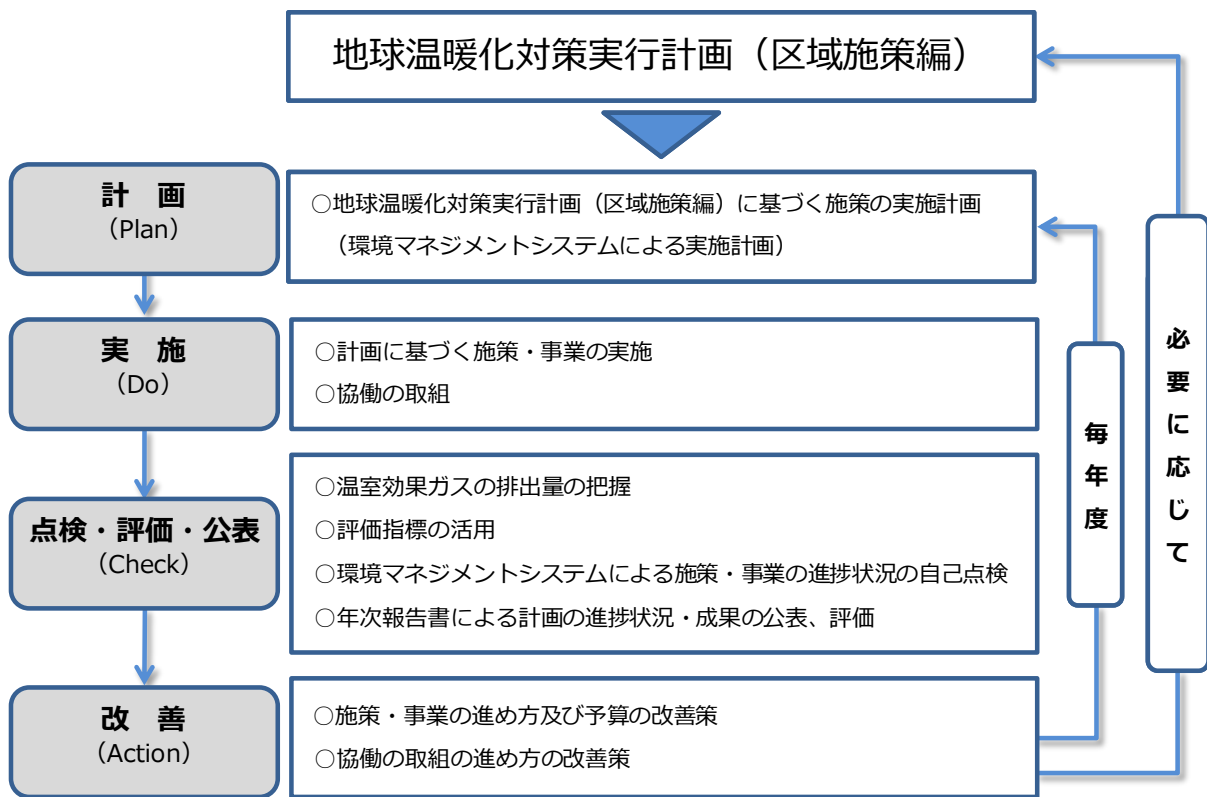 地球温暖化対策実行計画（区域施策編）
計　画
（Plan）
○地球温暖化対策実行計画（区域施策編）に基づく施策の実施計画
（環境マネジメントシステムによる実施計画）
実　施
（Do）
○計画に基づく施策・事業の実施
○協働の取組
点検・評価・公表
（Check）
○温室効果ガスの排出量の把握
○評価指標の活用
○環境マネジメントシステムによる施策・事業の進捗状況の自己点検
○年次報告書による計画の進捗状況・成果の公表、評価
改　善
（Action）
○施策・事業の進め方及び予算の改善策
○協働の取組の進め方の改善策
毎年度
必要に応じて